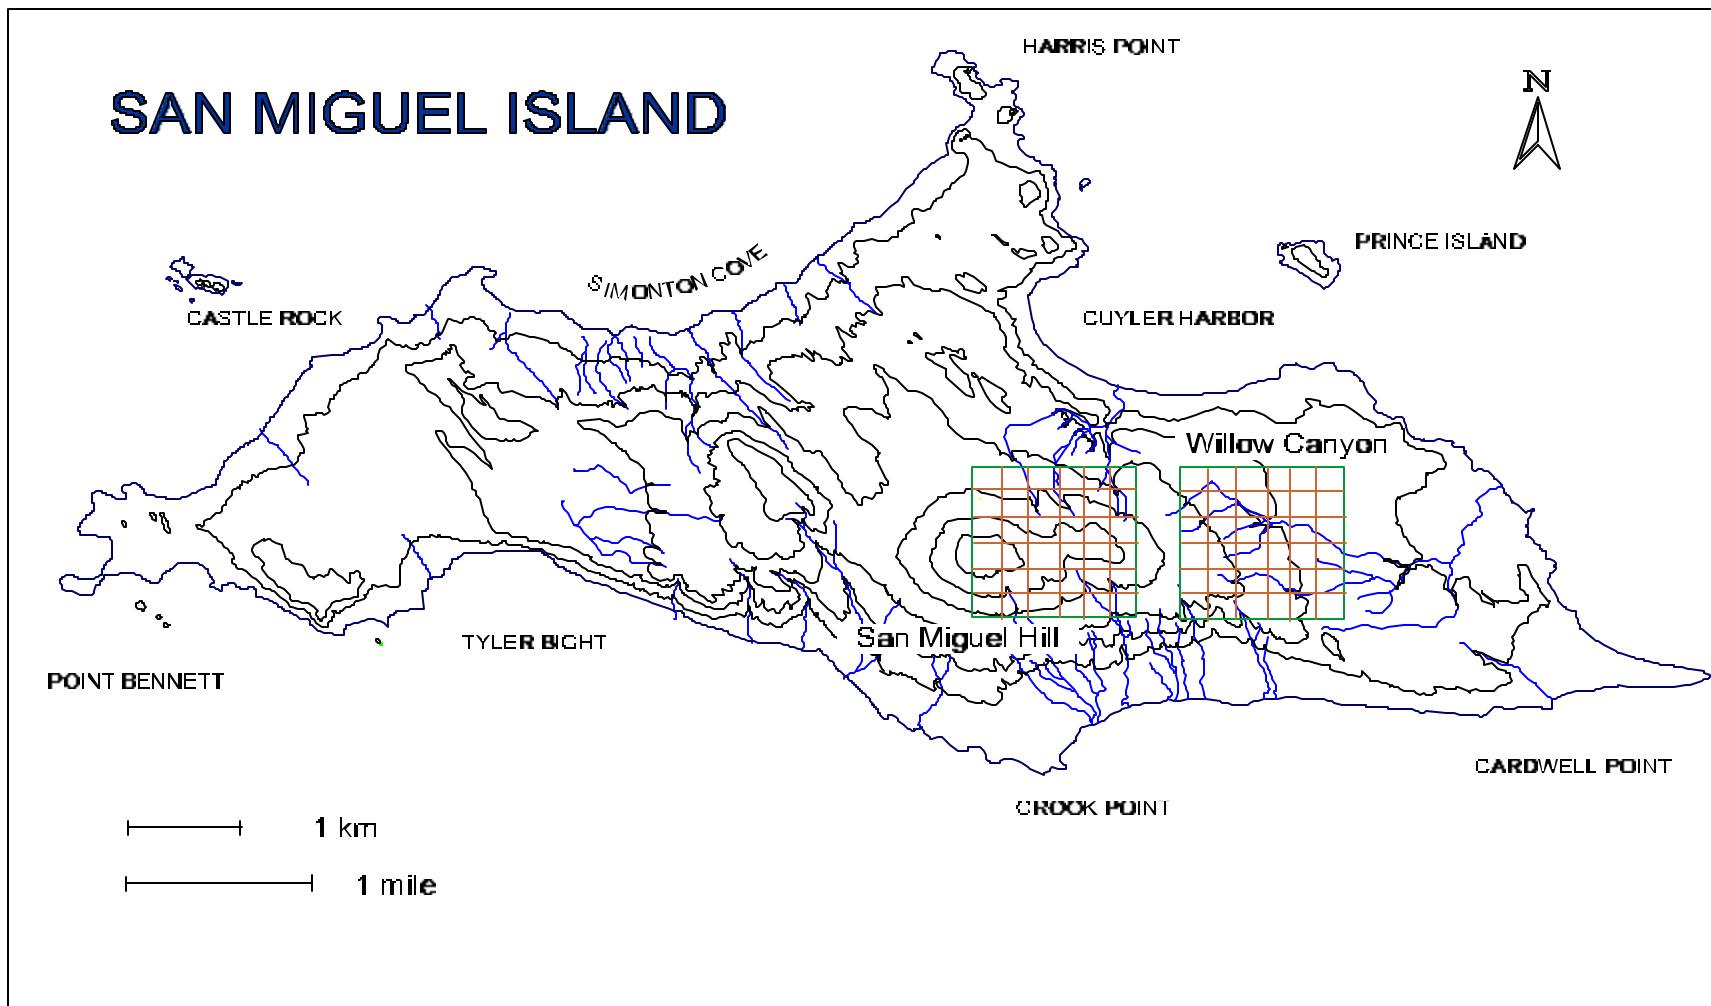 HARRIS POINT
N
SAN MIGUEL ISLAND
PRINCE ISLAND
SIMONTON COVE
CASTLE ROCK
CUYLER HARBOR
Willow Canyon
San Miguel Hill
TYLER BIGHT
POINT BENNETT
CARDWELL POINT
CROOK POINT
1 km
1 mile